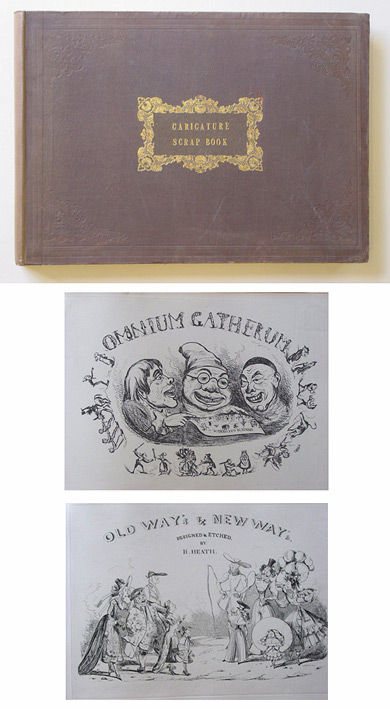 CARICATURE
SCRAP BOOK
OMNIUM GATHERUM
OLD WAYS & NEW WAYS
DESIGNED & ETCHED,
BY
H. HEATH.